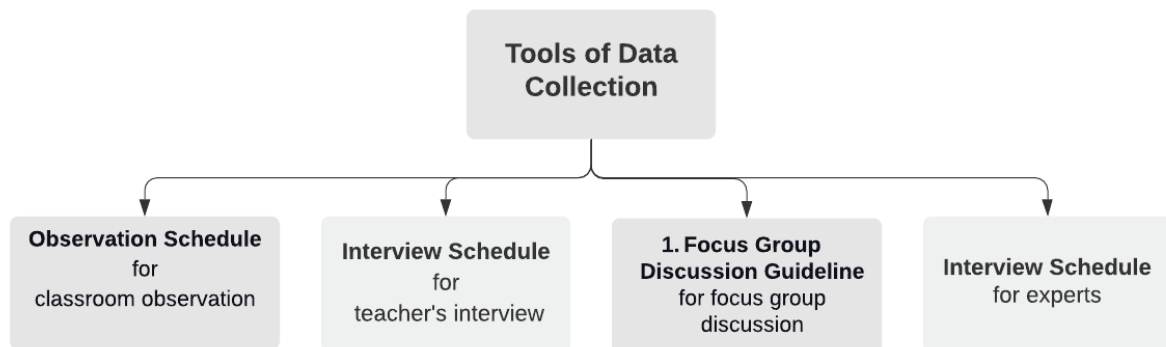 Tools of Data
Collection
Observation Schedule
for
classroom observation
Interview Schedule
for
teacher's interview
1. Focus Group
Discussion Guideline
for focus group
discussion
Interview Schedule
for experts